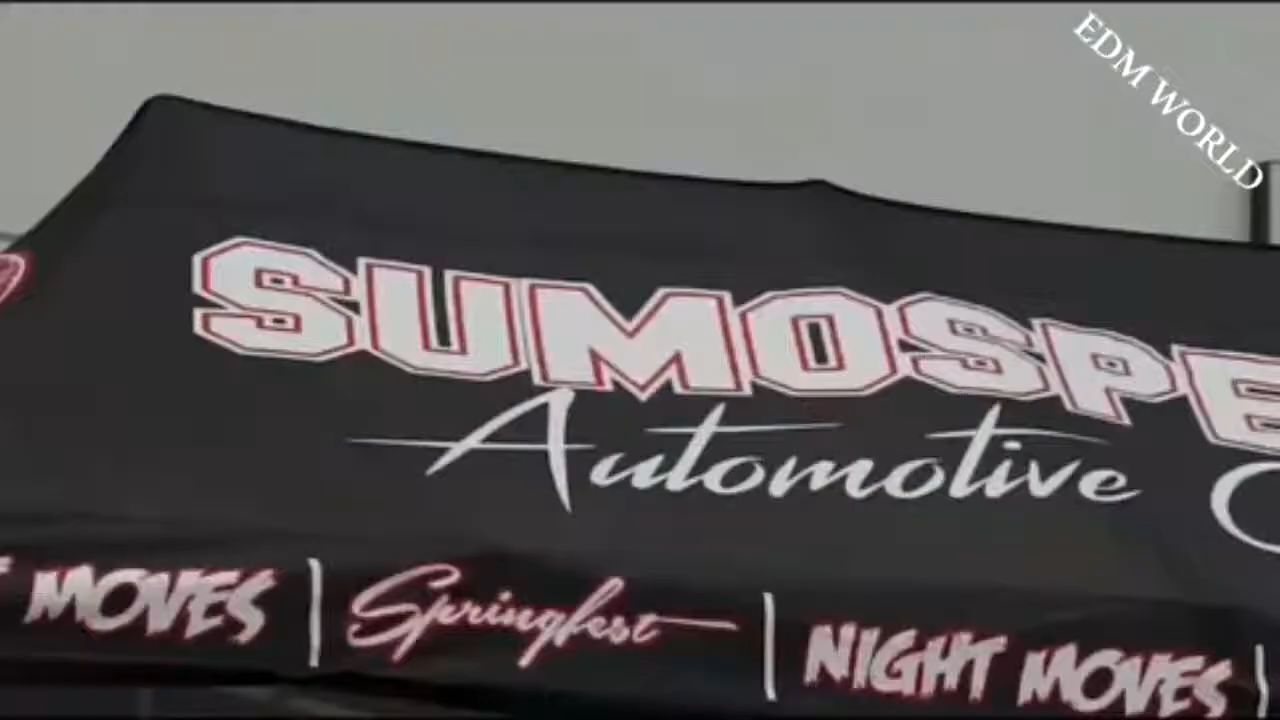 EDM WORLD
SUMOSPE
Automotive
MOVES | Springfest | NIGHT MOVES |